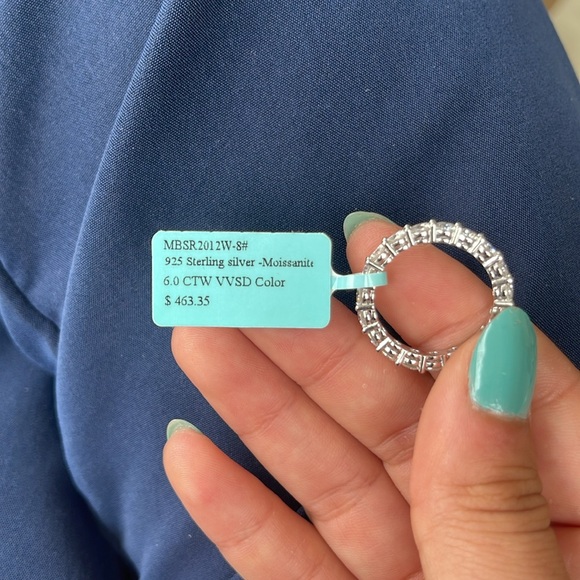 MBSR2012W-8#
925 Sterling silver -Moissanite
6.0 CTW VVSD Color
$ 463.35